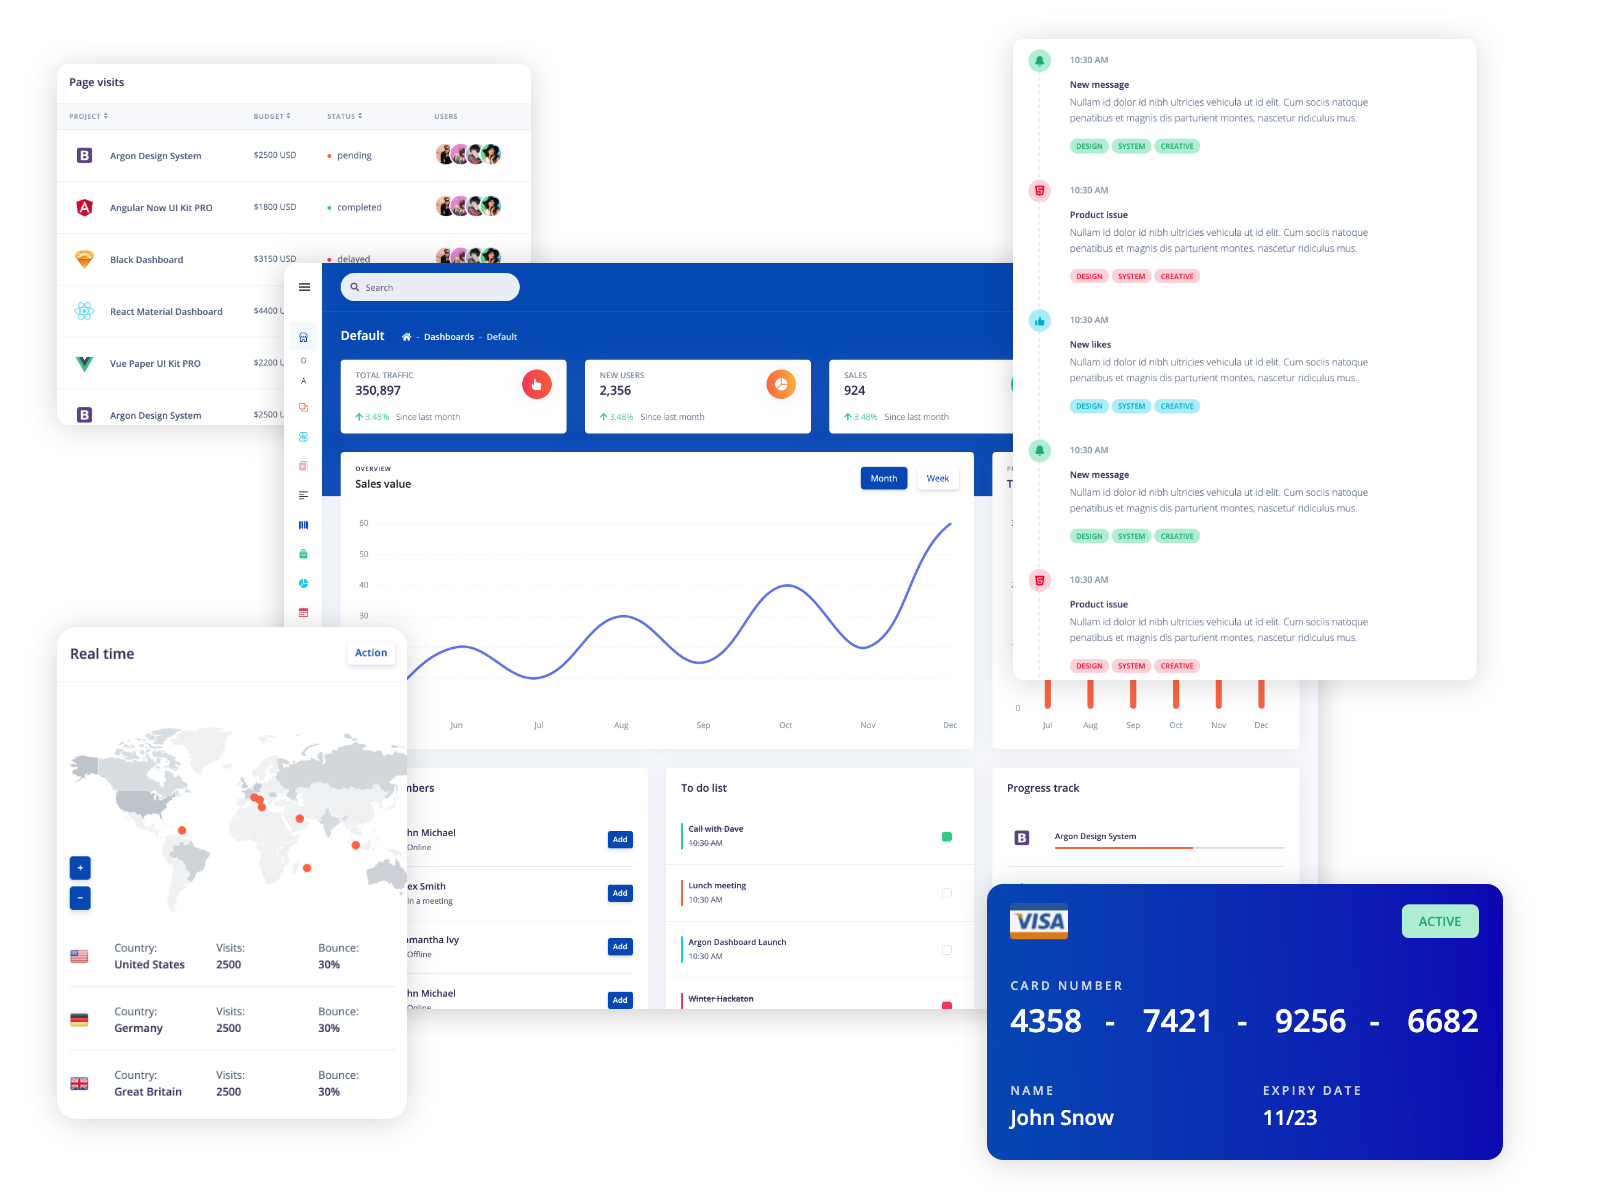 Page visits
PROJECT BUDGET STATUS USERS
Argon Design System $2500 USD pending
Angular Now UI Kit PRO $1800 USD completed
Black Dashboard $3150 USD delayed
React Material Dashboard $4400 U
Vue Paper UI Kit PRO $2200 U
Argon Design System $2500 U
Search
Default - Dashboards - Default
D
A
TOTAL TRAFFIC
350,897
3.48% Since last month
NEW USERS
2,356
3.48% Since last month
SALES
924
3.48% Since last month
OVERVIEW
Sales value
Month Week
60
50
40
30
Jun Jul Aug Sep Oct Nov Dec
0
Jul Aug Sep Oct Nov Dec
10:30 AM
New message
Nullam id dolor id nibh ultricies vehicula ut id elit. Cum sociis natoque
penatibus et magnis dis parturient montes, nascetur ridiculus mus.
DESIGN SYSTEM CREATIVE
10:30 AM
Product issue
Nullam id dolor id nibh ultricies vehicula ut id elit. Cum sociis natoque
penatibus et magnis dis parturient montes, nascetur ridiculus mus.
DESIGN SYSTEM CREATIVE
10:30 AM
New likes
Nullam id dolor id nibh ultricies vehicula ut id elit. Cum sociis natoque
penatibus et magnis dis parturient montes, nascetur ridiculus mus.
DESIGN SYSTEM CREATIVE
10:30 AM
New message
Nullam id dolor id nibh ultricies vehicula ut id elit. Cum sociis natoque
penatibus et magnis dis parturient montes, nascetur ridiculus mus.
DESIGN SYSTEM CREATIVE
10:30 AM
Product issue
Nullam id dolor id nibh ultricies vehicula ut id elit. Cum sociis natoque
penatibus et magnis dis parturient montes, nascetur ridiculus mus.
DESIGN SYSTEM CREATIVE
Real time
Action
+
−
Country: Visits: Bounce:
United States 2500 30%
Country: Visits: Bounce:
Germany 2500 30%
Country: Visits: Bounce:
Great Britain 2500 30%
mbers
hn Michael
Online
Add
ex Smith
In a meeting
Add
mantha Ivy
Offline
Add
hn Michael
Online
Add
To do list
Call with Dave
10:30 AM
Lunch meeting
10:30 AM
Argon Dashboard Launch
10:30 AM
Winter Hackaton
Progress track
Argon Design System
VISA
ACTIVE
CARD NUMBER
4358 - 7421 - 9256 - 6682
NAME
John Snow
EXPIRY DATE
11/23